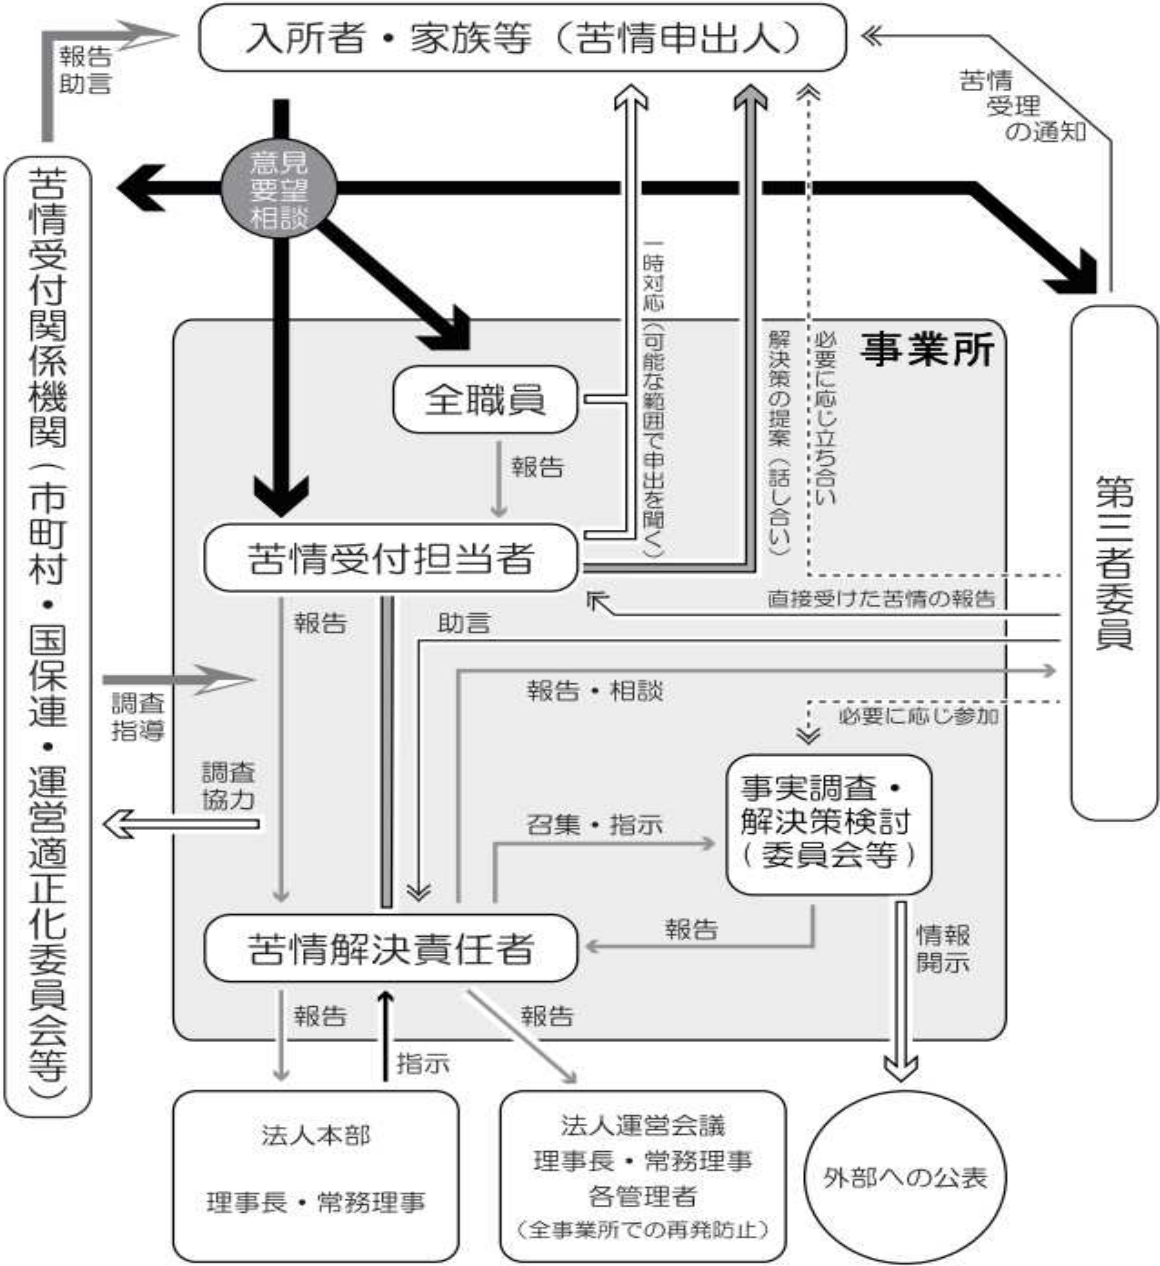 入所者・家族等（苦情申出人）
報告
助言
苦情
受理
の通知
意見
要望
相談
苦情受付関係機関（市町村・国保連・運営適正化委員会等）
一時対応（可能な範囲で申出を聞く）
解決策の提案（話し合い）
必要に応じ立ち合い
事業所
全職員
報告
第三者委員
苦情受付担当者
直接受けた苦情の報告
報告
助言
報告・相談
調査
指導
必要に応じ参加
調査
協力
事実調査・
解決策検討
（委員会等）
召集・指示
報告
苦情解決責任者
情報
開示
報告
報告
指示
法人本部
理事長・常務理事
法人運営会議
理事長・常務理事
各管理者
（全事業所での再発防止）
外部への公表